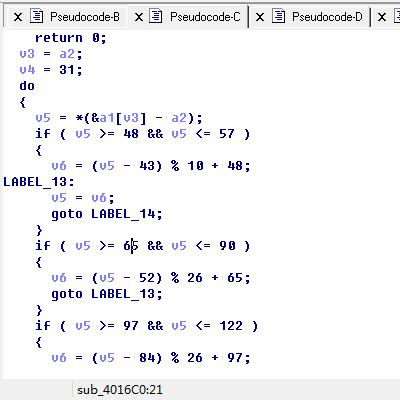 Pseudocode-B Pseudocode-C Pseudocode-D
return 0;
v3 = a2;
v4 = 31;
do
{
v5 = *(&a1[v3] - a2);
if ( v5 >= 48 && v5 <= 57 )
{
v6 = (v5 - 43) % 10 + 48;
LABEL_13:
v5 = v6;
goto LABEL_14;
}
if ( v5 >= 65 && v5 <= 90 )
{
v6 = (v5 - 52) % 26 + 65;
goto LABEL_13;
}
if ( v5 >= 97 && v5 <= 122 )
{
v6 = (v5 - 84) % 26 + 97;
sub_4016C0:21